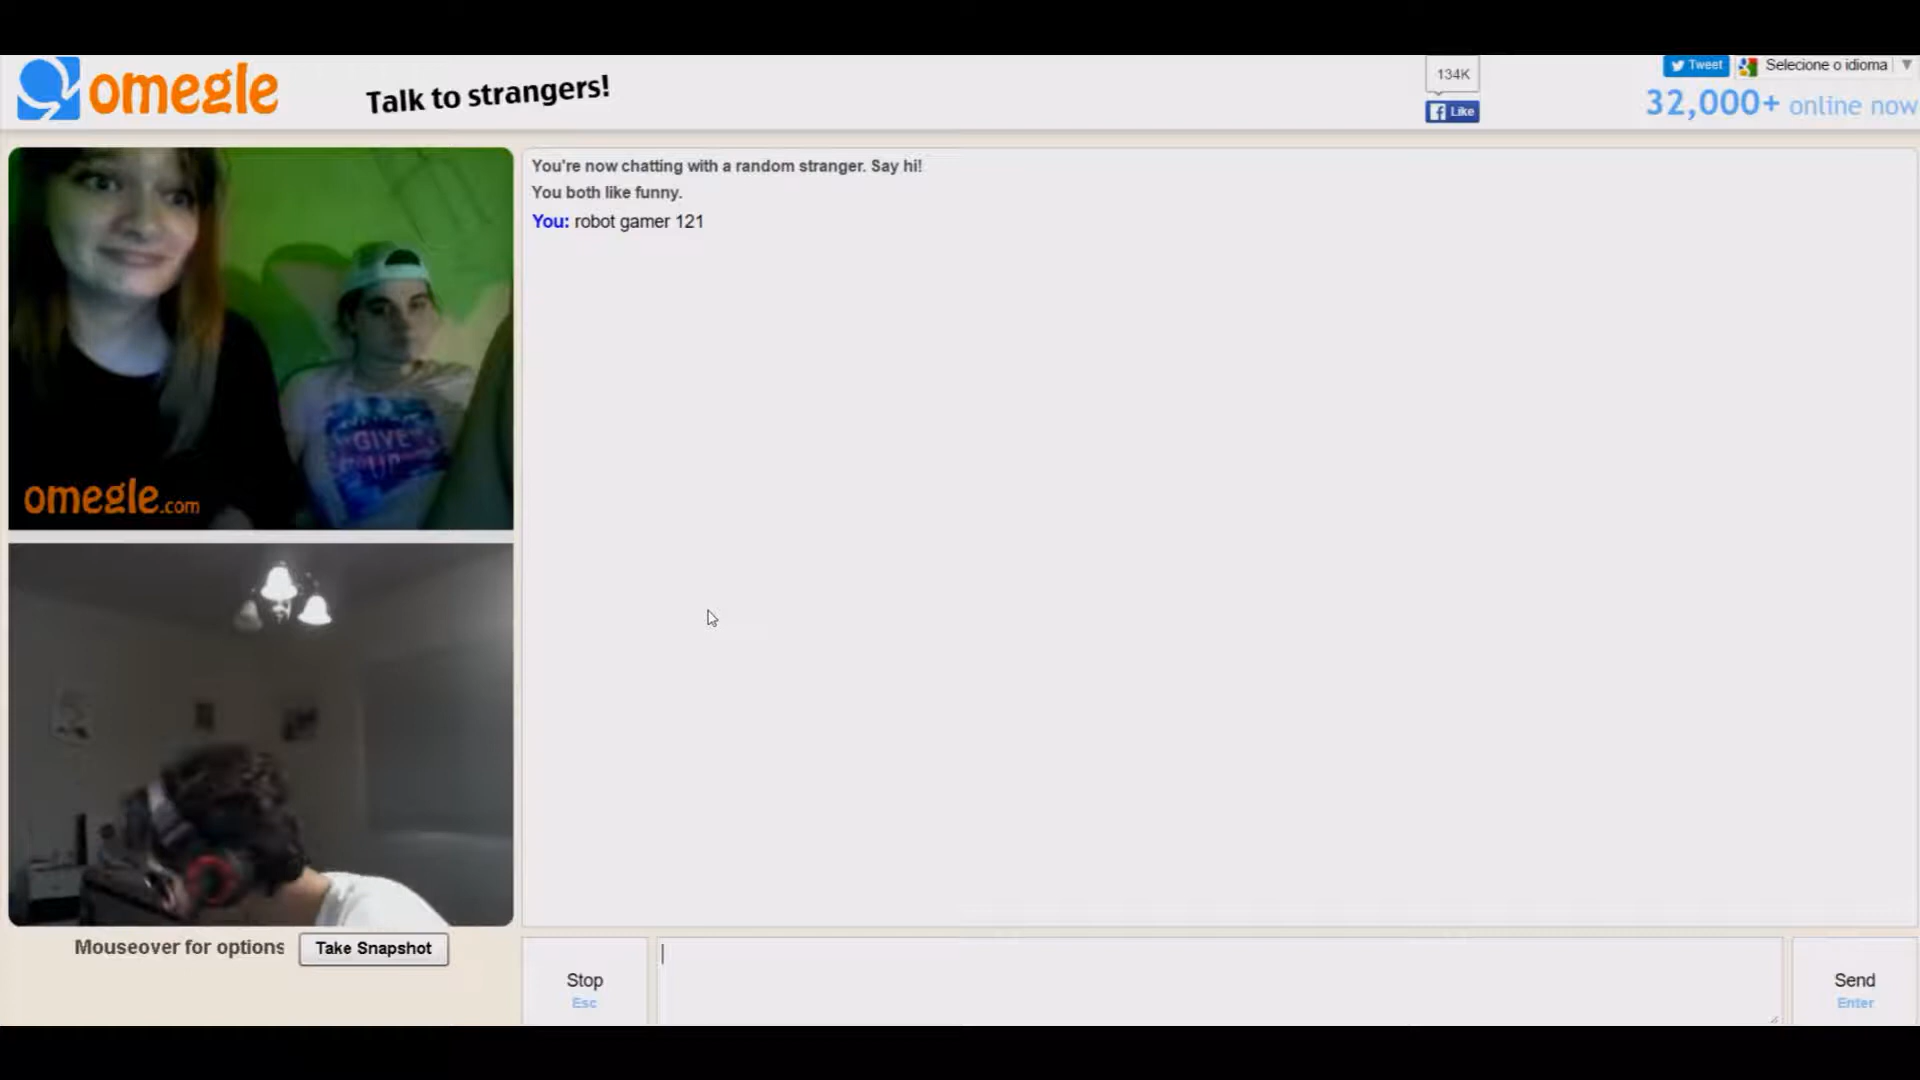 omegle
Talk to strangers!
134K
Like
Tweet
Selecione o idioma
32,000+ online now
You're now chatting with a random stranger. Say hi!
You both like funny.
You: robot gamer 121
GIVE
UP
omegle.com
Mouseover for options
Take Snapshot
Stop
Esc
Send
Enter